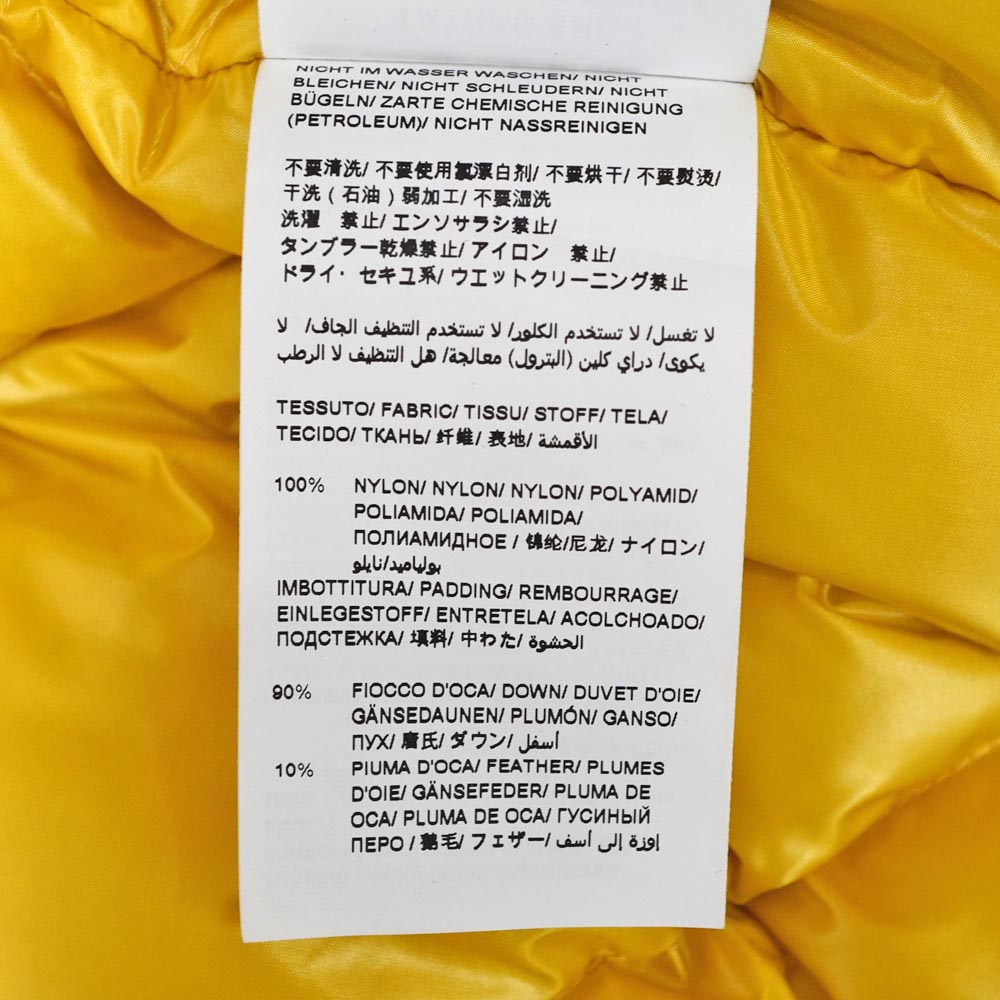 NICHT IM WASSER WASCHEN/ NICHT
BLEICHEN/ NICHT SCHLEUDERN/ NICHT
BÜGELN/ ZARTE CHEMISCHE REINIGUNG
(PETROLEUM)/ NICHT NASSREINIGEN
不要清洗/ 不要使用氯漂白剂/ 不要烘干/ 不要熨烫/
干洗（石油）弱加工/ 不要湿洗
洗濯　禁止/ エンソサラシ禁止/
タンブラー乾燥禁止/ アイロン　禁止/
ドライ・ セキユ系/ ウエットクリーニング禁止
لا تغسل/ لا تستخدم الكلور/ لا تستخدم التنظيف الجاف/ لا
يكوى/ دراي كلين (البترول) معالجة/ هل التنظيف لا الرطب
TESSUTO/ FABRIC/ TISSU/ STOFF/ TELA/
TECIDO/ ТКАНЬ/ 纤维/ 表地/ الأقمشة
100% NYLON/ NYLON/ NYLON/ POLYAMID/
POLIAMIDA/ POLIAMIDA/
ПОЛИАМИДНОЕ / 锦纶/尼龙/ ナイロン/
بولياميد/نايلو
IMBOTTITURA/ PADDING/ REMBOURRAGE/
EINLEGESTOFF/ ENTRETELA/ ACOLCHOADO/
ПОДСТЕЖКА/ 填料/ 中わた/ الحشوة
90% FIOCCO D'OCA/ DOWN/ DUVET D'OIE/
GÄNSEDAUNEN/ PLUMÓN/ GANSO/
ПУХ/ 唐氏/ ダウン/ أسفل
10% PIUMA D'OCA/ FEATHER/ PLUMES
D'OIE/ GÄNSEFEDER/ PLUMA DE
OCA/ PLUMA DE OCA/ ГУСИНЫЙ
ПЕРО / 鹅毛/ フェザー/ اوزة إلى أسف